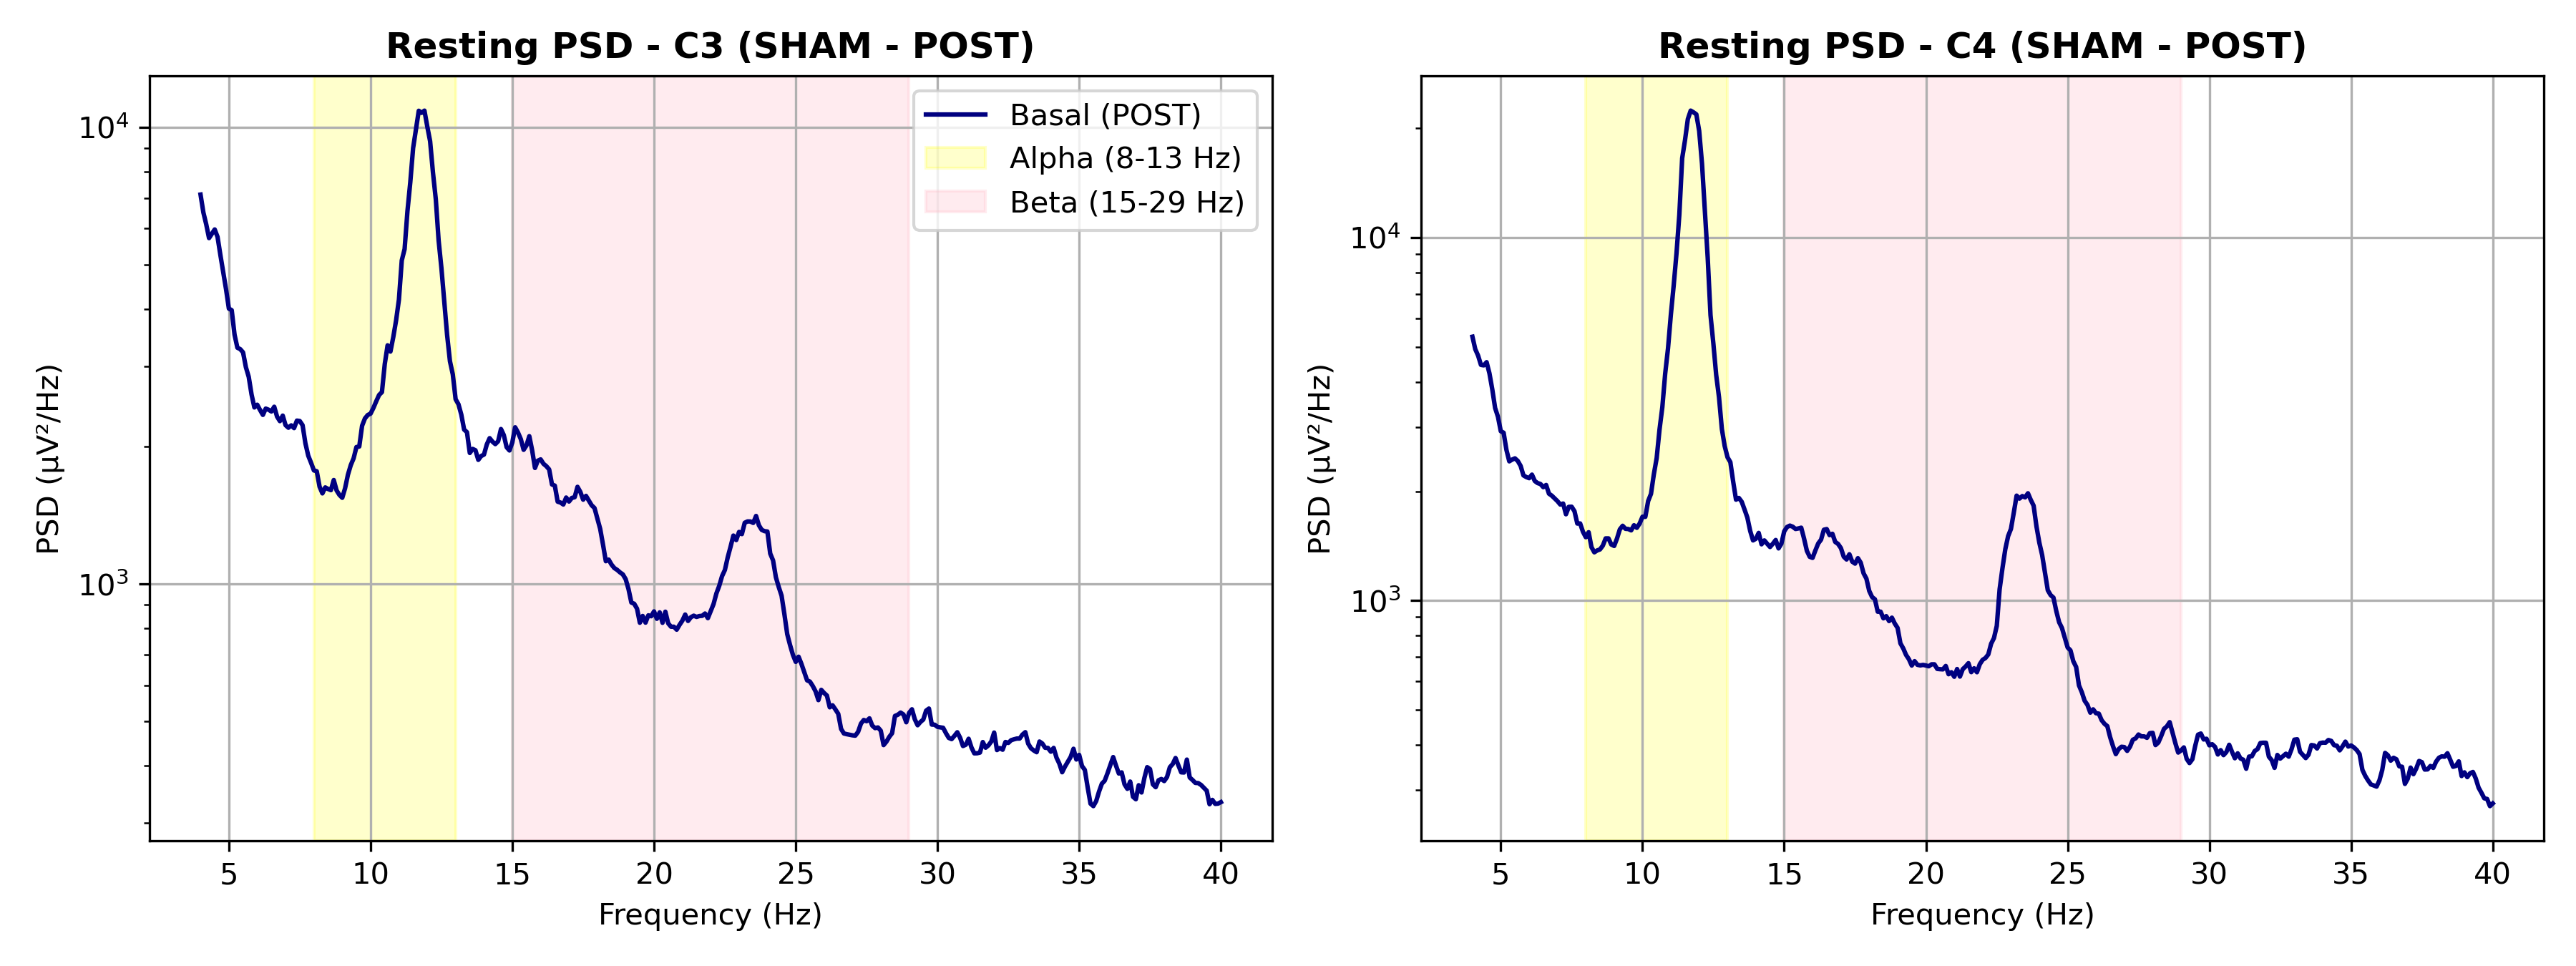 Resting PSD - C3 (SHAM - POST)
PSD (µV²/Hz)
10⁴
10³
Basal (POST)
Alpha (8-13 Hz)
Beta (15-29 Hz)
5 10 15 20 25 30 35 40
Frequency (Hz)
Resting PSD - C4 (SHAM - POST)
PSD (µV²/Hz)
10⁴
10³
5 10 15 20 25 30 35 40
Frequency (Hz)